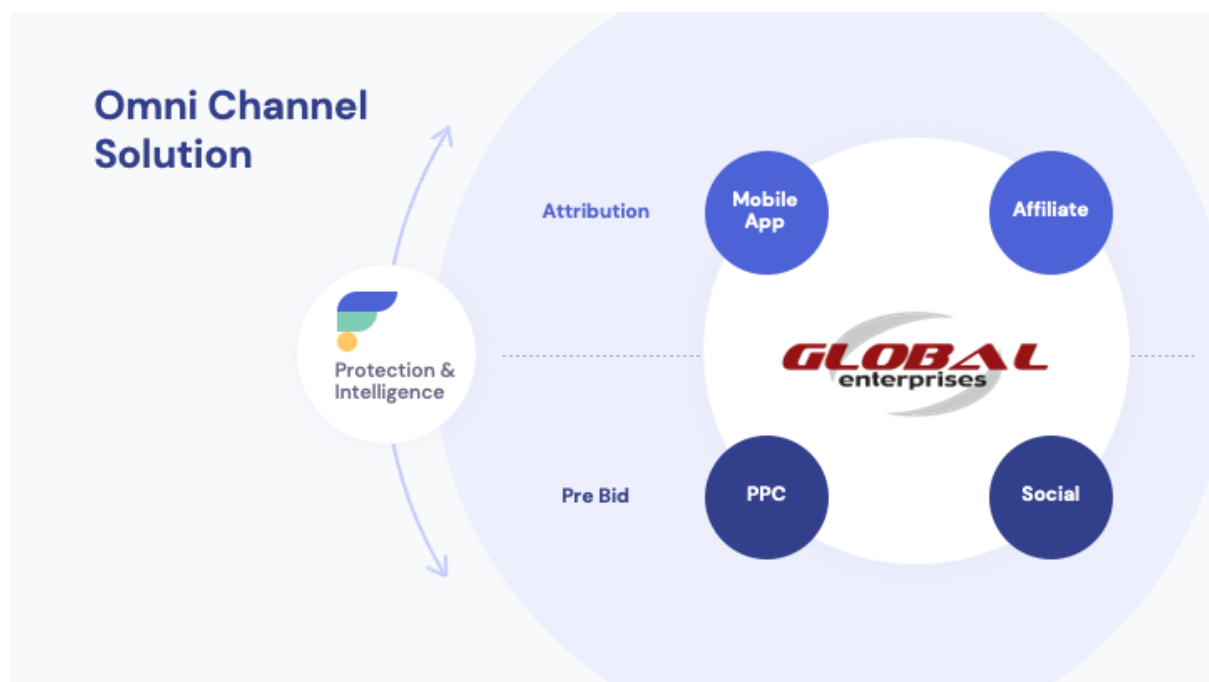 Omni Channel
Solution
Attribution
Mobile
App
Affiliate
Protection &
Intelligence
GLOBAL
enterprises
Pre Bid
PPC
Social